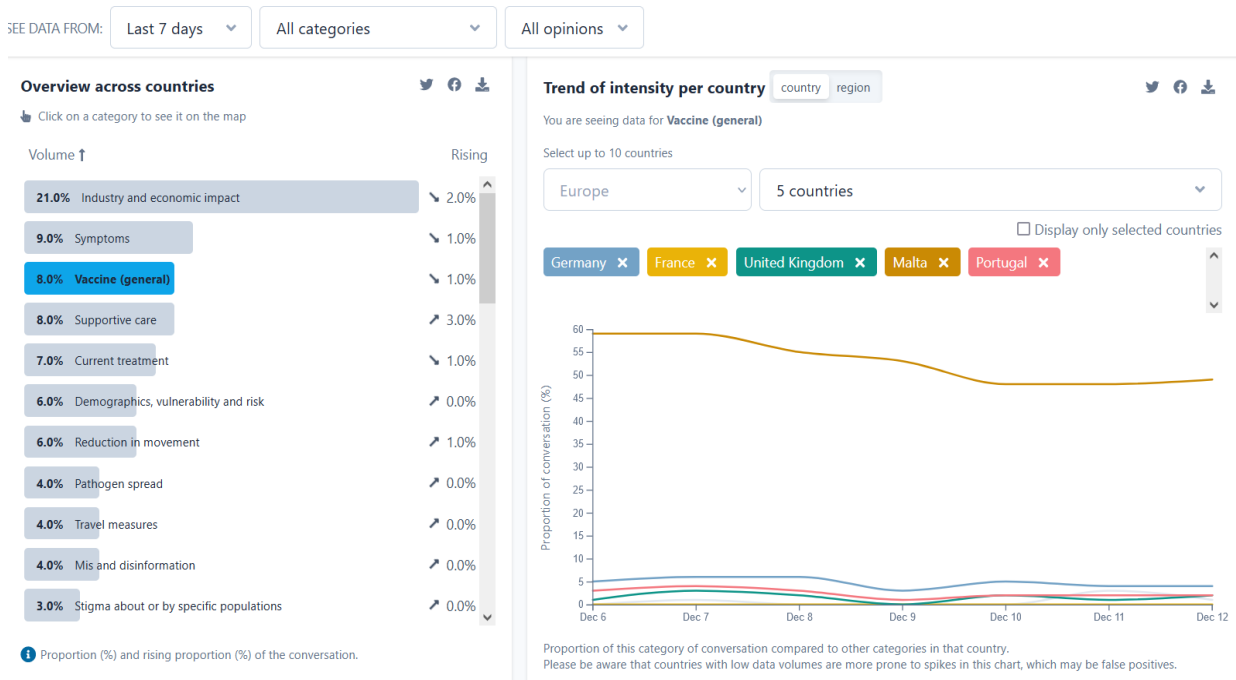 SEE DATA FROM: Last 7 days All categories All opinions
Overview across countries
Click on a category to see it on the map
Volume Rising
21.0% Industry and economic impact 2.0%
9.0% Symptoms 1.0%
8.0% Vaccine (general) 1.0%
8.0% Supportive care 3.0%
7.0% Current treatment 1.0%
6.0% Demographics, vulnerability and risk 0.0%
6.0% Reduction in movement 1.0%
4.0% Pathogen spread 0.0%
4.0% Travel measures 0.0%
4.0% Mis and disinformation 0.0%
3.0% Stigma about or by specific populations 0.0%
Proportion (%) and rising proportion (%) of the conversation.
Trend of intensity per country country region
You are seeing data for Vaccine (general)
Select up to 10 countries
Europe 5 countries
Display only selected countries
Germany France United Kingdom Malta Portugal
Proportion of conversation (%)
60
55
50
45
40
35
30
25
20
15
10
5
0
Dec 6 Dec 7 Dec 8 Dec 9 Dec 10 Dec 11 Dec 12
Proportion of this category of conversation compared to other categories in that country.
Please be aware that countries with low data volumes are more prone to spikes in this chart, which may be false positives.